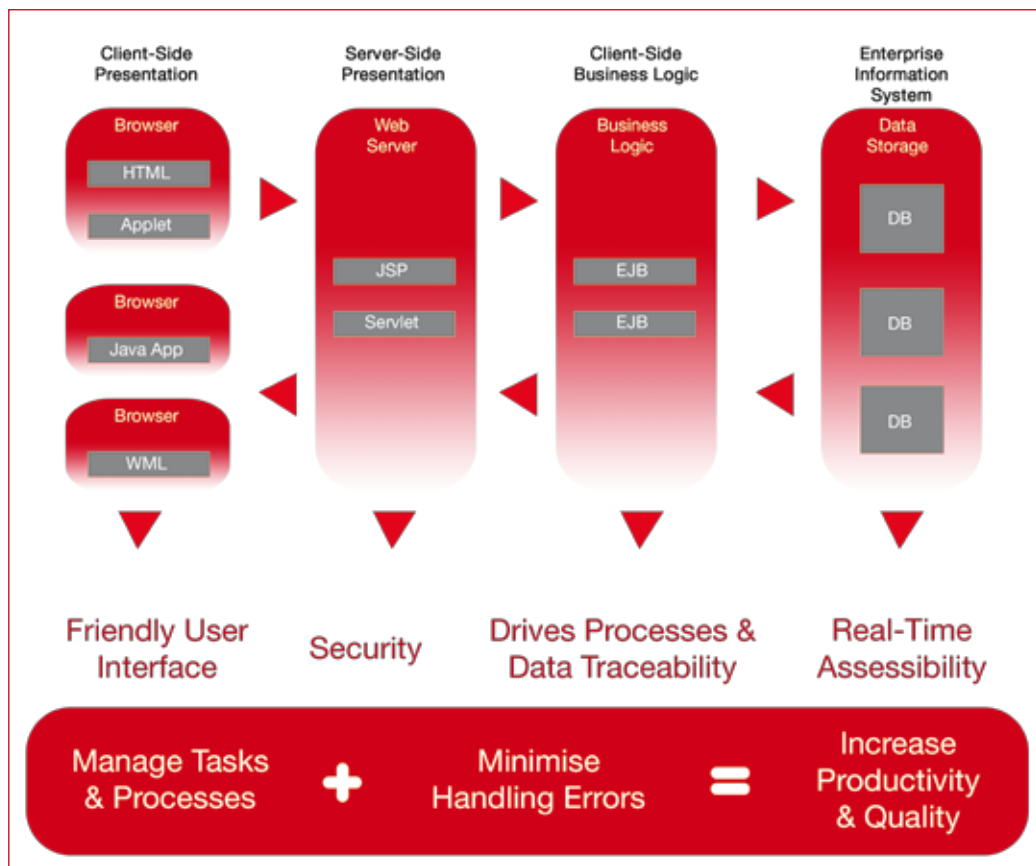 Client-Side
Presentation
Server-Side
Presentation
Client-Side
Business Logic
Enterprise
Information
System
Browser
HTML
Applet
Browser
Java App
Browser
WML
Web
Server
JSP
Servlet
Business
Logic
EJB
EJB
Data
Storage
DB
DB
DB
Friendly User
Interface
Security
Drives Processes &
Data Traceability
Real-Time
Assessibility
Manage Tasks
& Processes
+
Minimise
Handling Errors
=
Increase
Productivity
& Quality